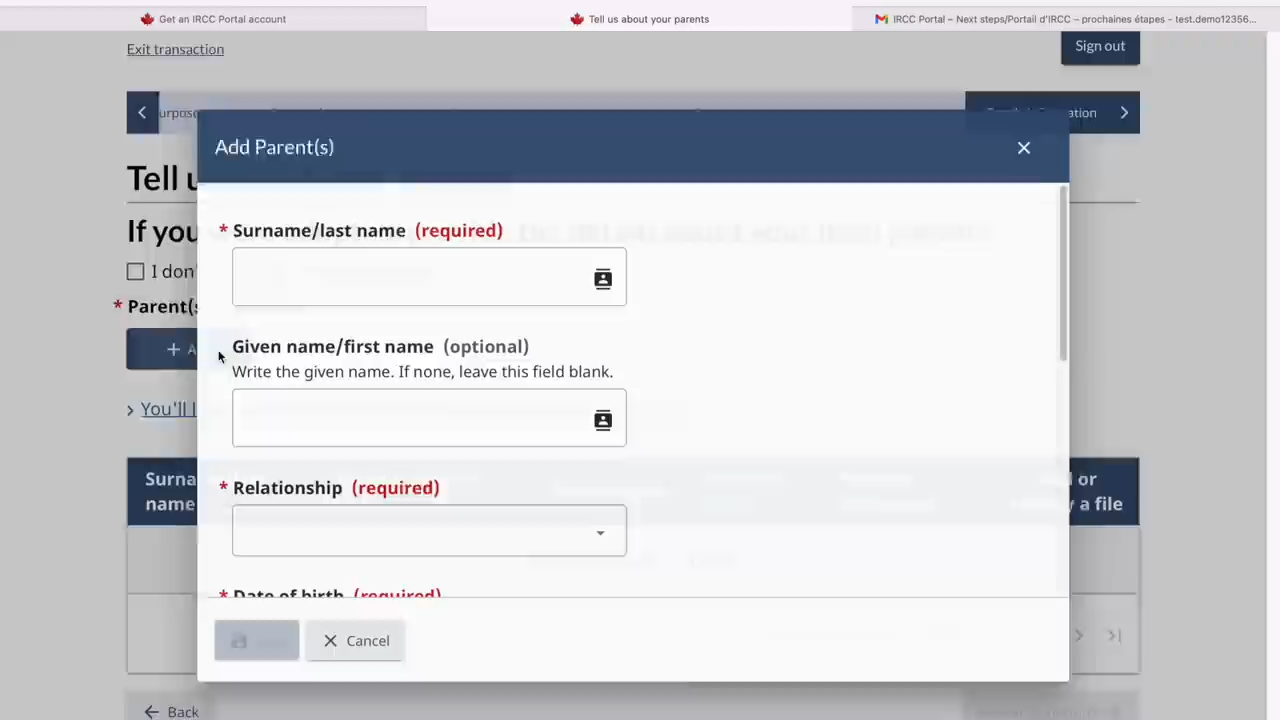 Get an IRCC Portal account
Tell us about your parents
IRCC Portal – Next steps/Portail d'IRCC – prochaines étapes - test.demo12356...
Exit transaction
Sign out
Add Parent(s)
Tell u
* Surname/last name (required)
If you
I don'
Given name/first name (optional)
Write the given name. If none, leave this field blank.
* Parent(s
+ A
You'll l
* Relationship (required)
Surna
name
or
a file
* Date of birth (required)
Cancel
Back